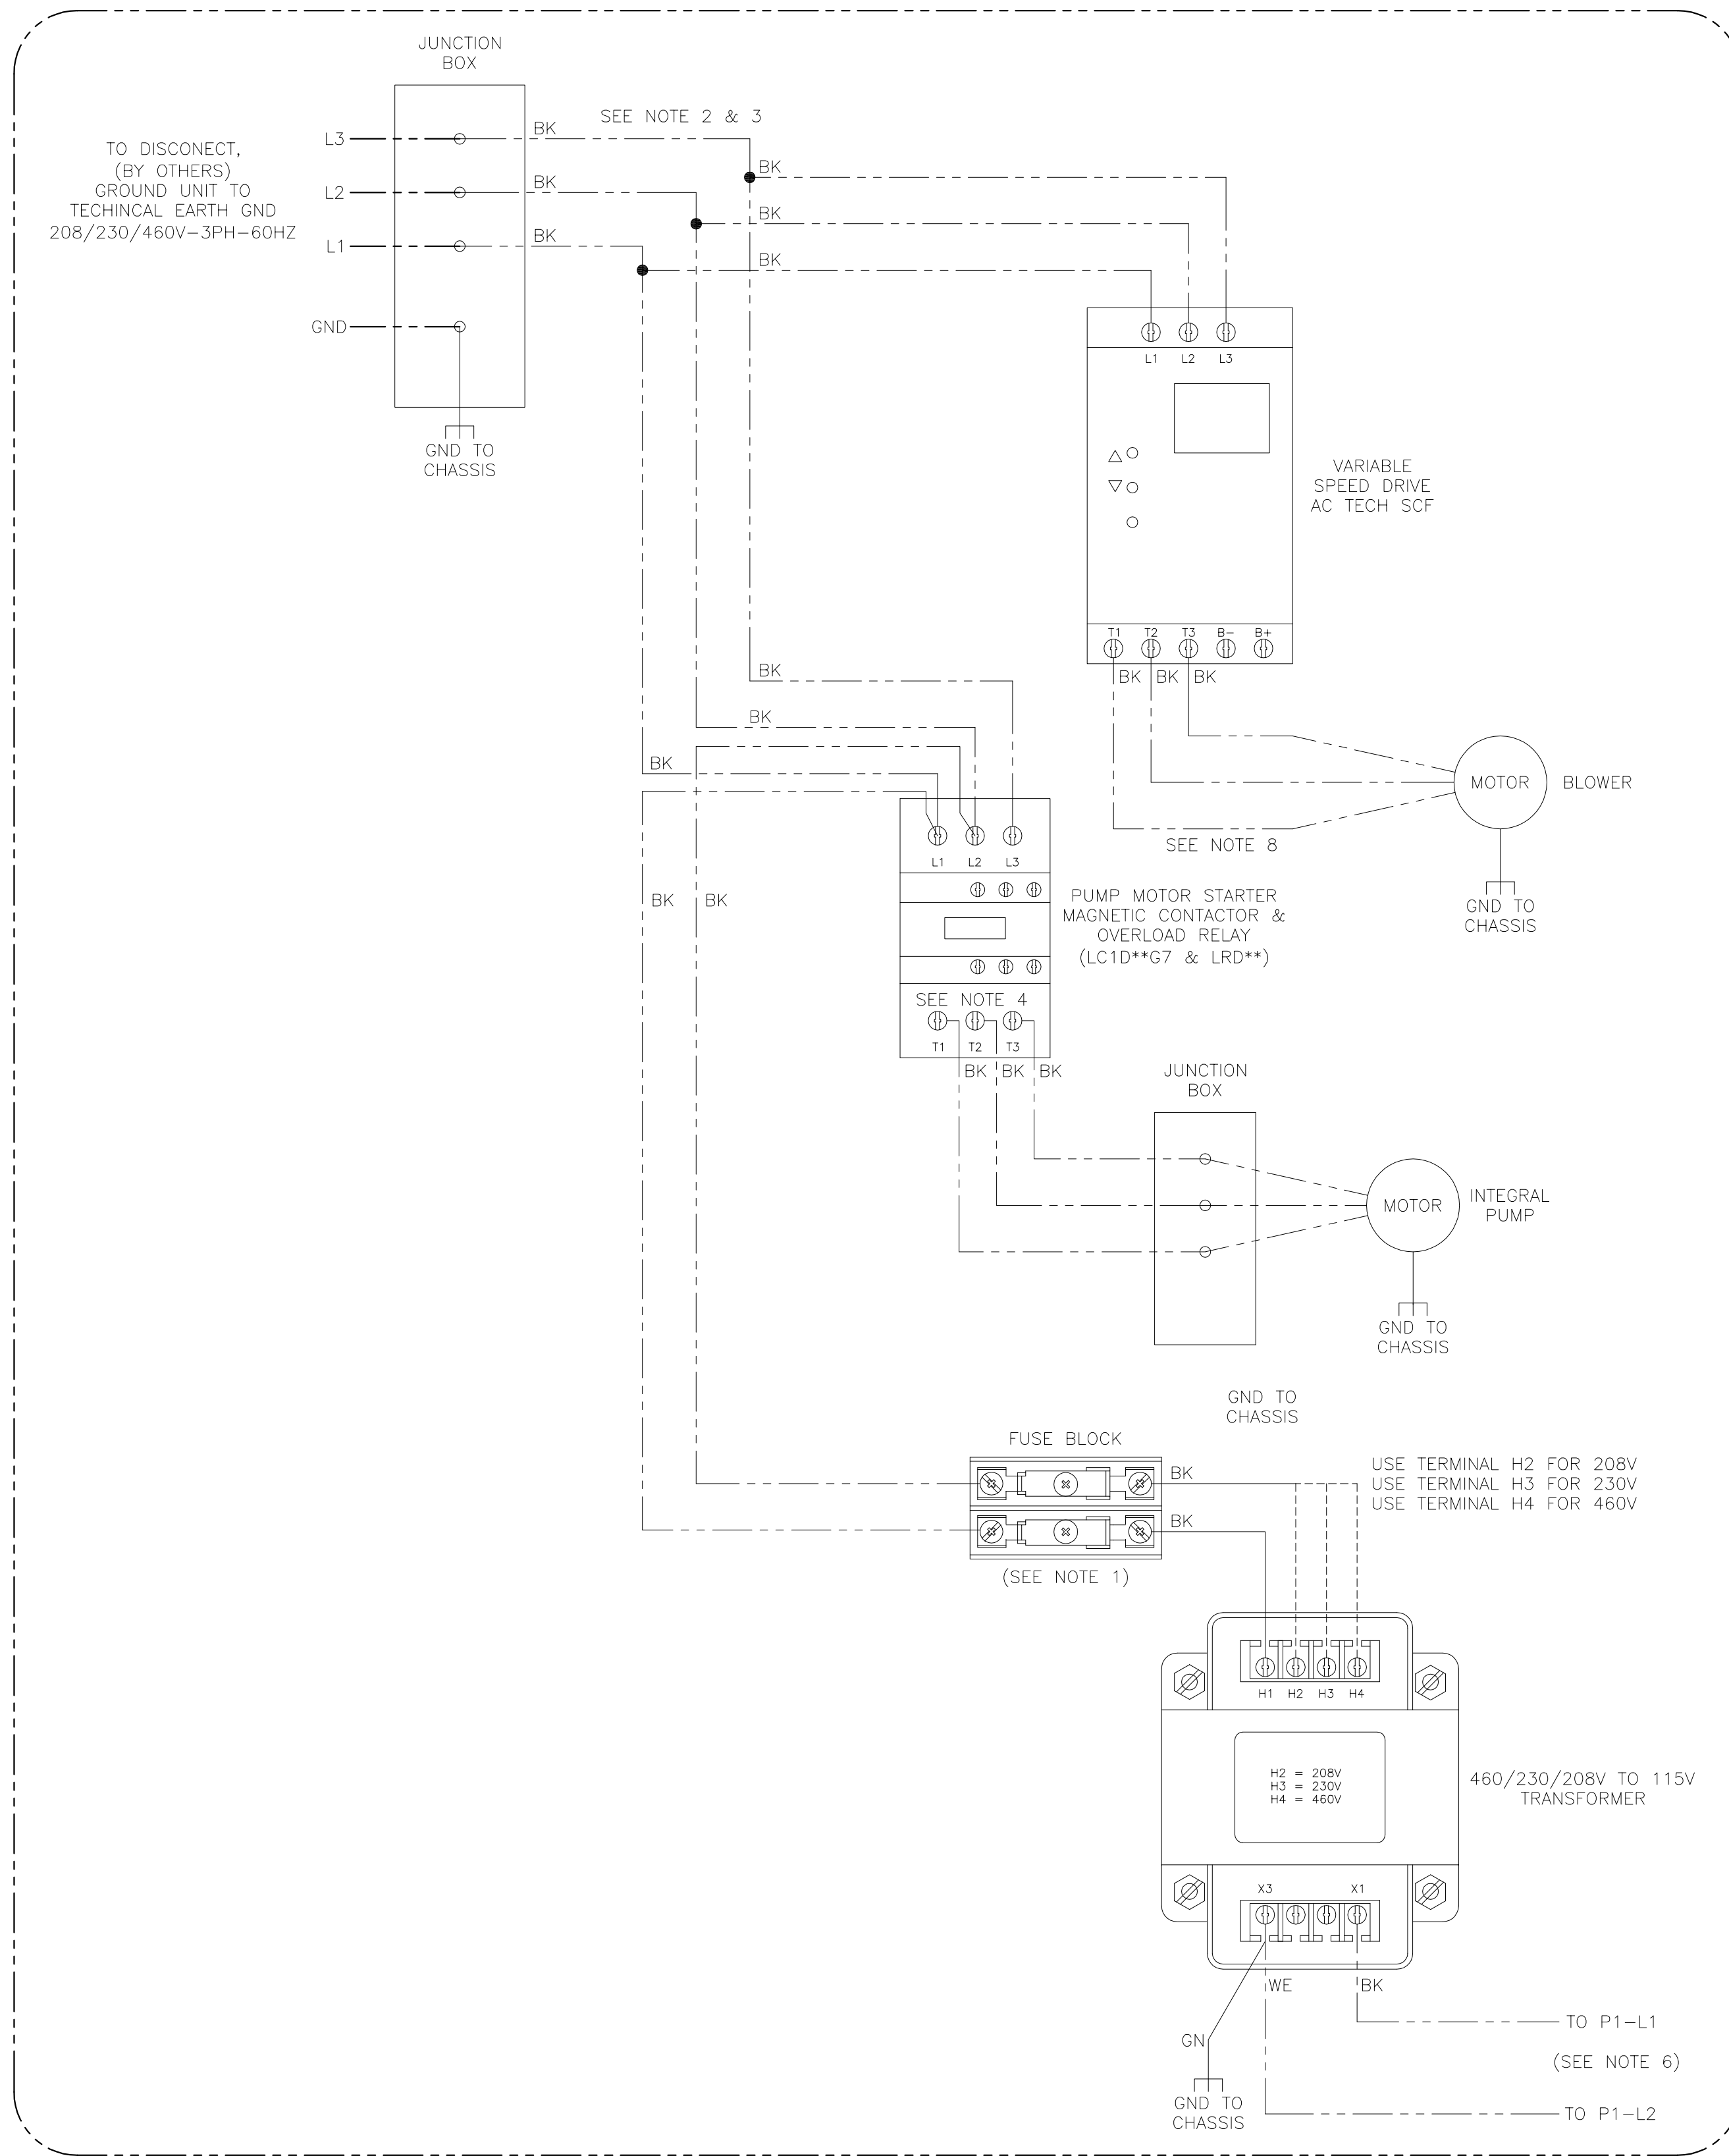 JUNCTION
BOX
SEE NOTE 2 & 3
TO DISCONECT,
(BY OTHERS)
GROUND UNIT TO
TECHINCAL EARTH GND
208/230/460V-3PH-60HZ
L3
L2
L1
GND
BK
BK
BK
BK
BK
BK
GND TO
CHASSIS
L1 L2 L3
VARIABLE
SPEED DRIVE
AC TECH SCF
T1 T2 T3 B- B+
BK BK BK
BK
BK
BK
MOTOR
BLOWER
SEE NOTE 8
GND TO
CHASSIS
L1 L2 L3
BK BK
PUMP MOTOR STARTER
MAGNETIC CONTACTOR &
OVERLOAD RELAY
(LC1D**G7 & LRD**)
SEE NOTE 4
T1 T2 T3
BK BK BK
JUNCTION
BOX
MOTOR
INTEGRAL
PUMP
GND TO
CHASSIS
GND TO
CHASSIS
FUSE BLOCK
BK
BK
(SEE NOTE 1)
USE TERMINAL H2 FOR 208V
USE TERMINAL H3 FOR 230V
USE TERMINAL H4 FOR 460V
H1 H2 H3 H4
H2 = 208V
H3 = 230V
H4 = 460V
460/230/208V TO 115V
TRANSFORMER
X3 X1
WE BK
GN
TO P1-L1
(SEE NOTE 6)
TO P1-L2
GND TO
CHASSIS